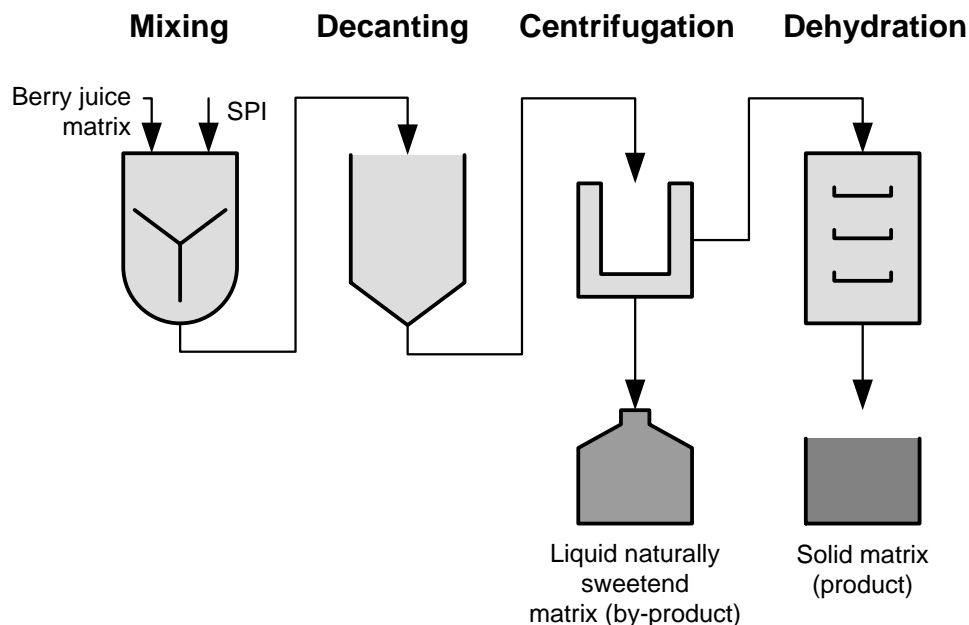 Mixing
Decanting
Centrifugation
Dehydration
Berry juice
matrix
SPI
Liquid naturally
sweetend
matrix (by-product)
Solid matrix
(product)